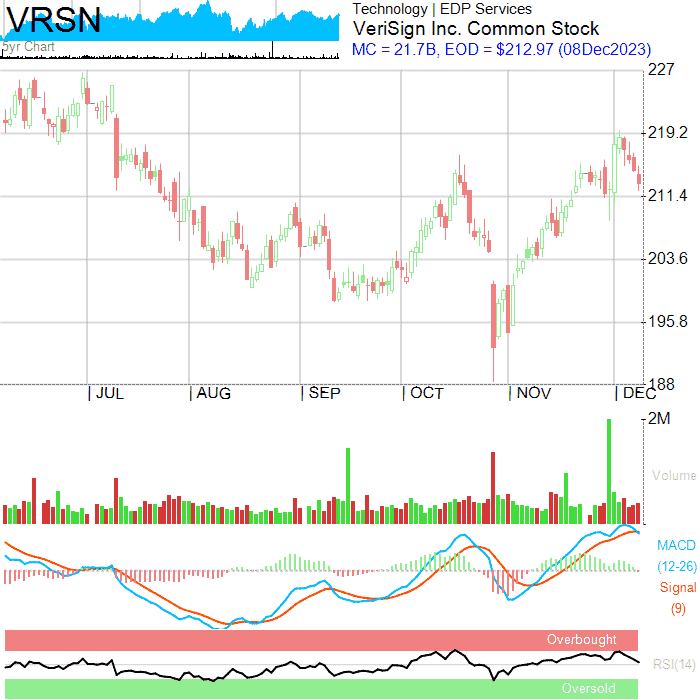 VRSN
5yr Chart
Technology | EDP Services
VeriSign Inc. Common Stock
MC = 21.7B, EOD = $212.97 (08Dec2023)
227
219.2
211.4
203.6
195.8
188
| JUL | AUG | SEP | OCT | NOV | DEC
2M
Volume
MACD
(12-26)
Signal
(9)
Overbought
RSI(14)
Oversold